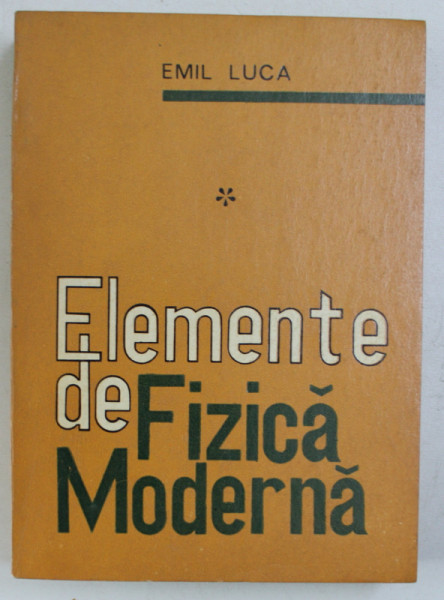 EMIL LUCA
*
Elemente
de Fizică
Modernă